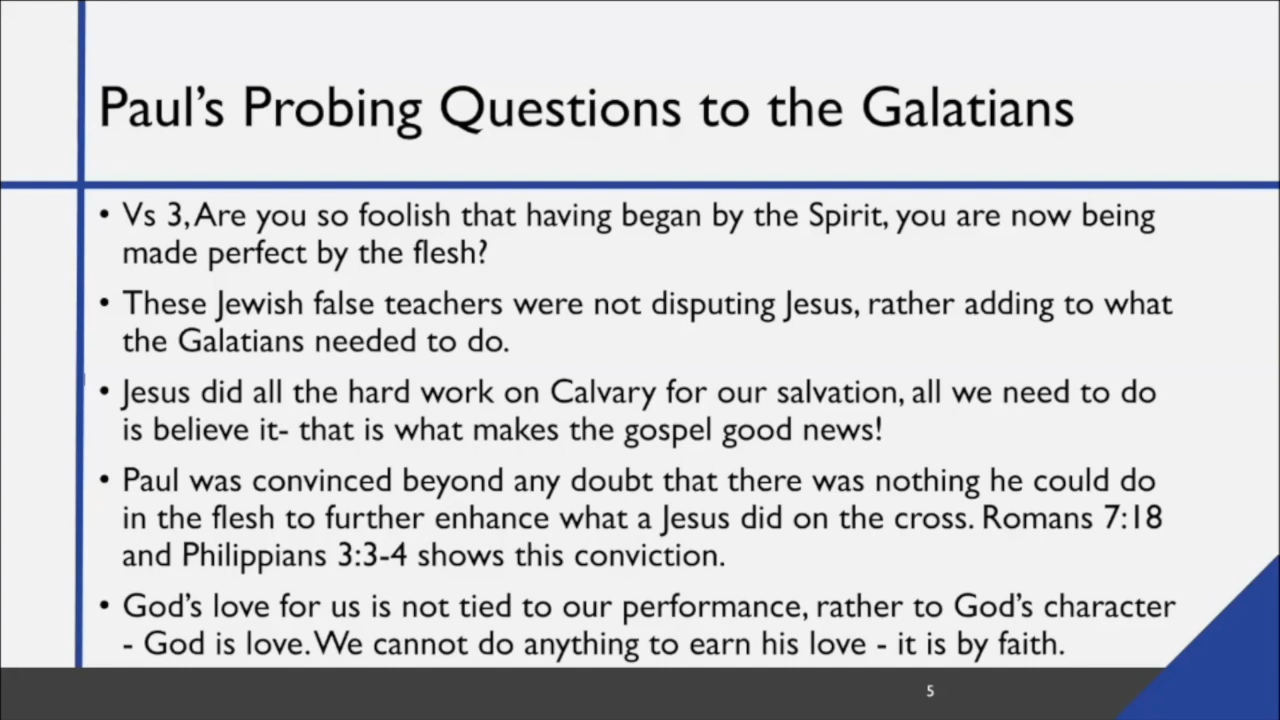 Paul’s Probing Questions to the Galatians
• Vs 3, Are you so foolish that having began by the Spirit, you are now being
made perfect by the flesh?
• These Jewish false teachers were not disputing Jesus, rather adding to what
the Galatians needed to do.
• Jesus did all the hard work on Calvary for our salvation, all we need to do
is believe it- that is what makes the gospel good news!
• Paul was convinced beyond any doubt that there was nothing he could do
in the flesh to further enhance what a Jesus did on the cross. Romans 7:18
and Philippians 3:3-4 shows this conviction.
• God’s love for us is not tied to our performance, rather to God’s character
- God is love. We cannot do anything to earn his love - it is by faith.
5